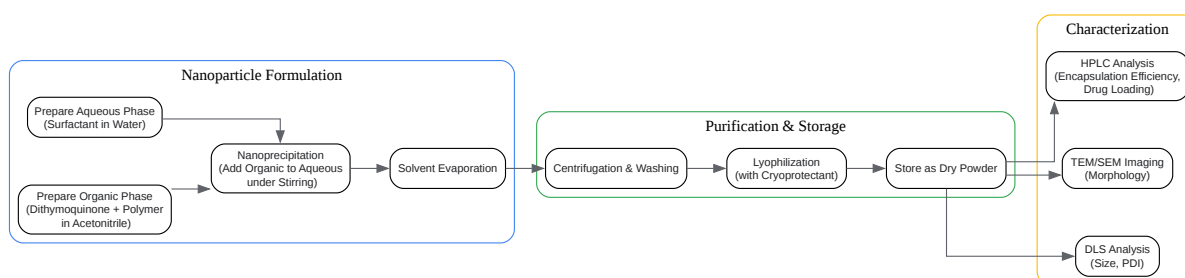 Nanoparticle Formulation
Prepare Aqueous Phase
(Surfactant in Water)
Prepare Organic Phase
(Dithymoquinone + Polymer
in Acetonitrile)
Nanoprecipitation
(Add Organic to Aqueous
under Stirring)
Solvent Evaporation
Purification & Storage
Centrifugation & Washing
Lyophilization
(with Cryoprotectant)
Store as Dry Powder
Characterization
HPLC Analysis
(Encapsulation Efficiency,
Drug Loading)
TEM/SEM Imaging
(Morphology)
DLS Analysis
(Size, PDI)